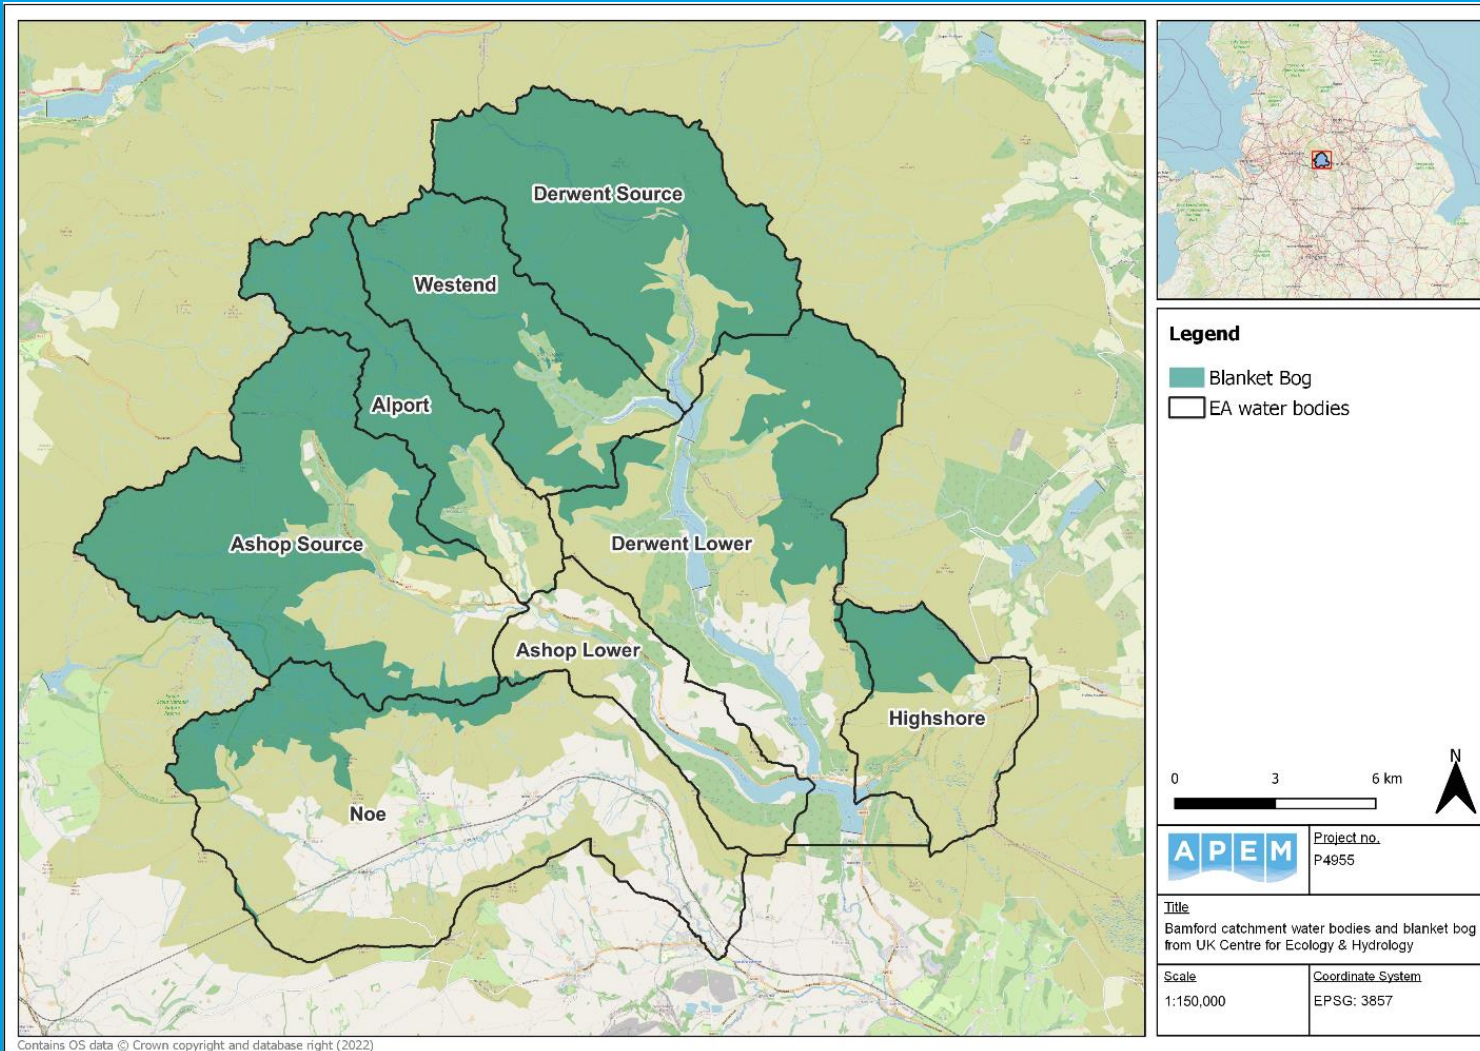 Derwent Source
Westend
Alport
Ashop Source
Derwent Lower
Ashop Lower
Highshore
Noe
Legend
Blanket Bog
EA water bodies
0 3 6 km
N
APEM
Project no.
P4955
Title
Bamford catchment water bodies and blanket bog
from UK Centre for Ecology & Hydrology
Scale
1:150,000
Coordinate System
EPSG: 3857
Contains OS data © Crown copyright and database right (2022)